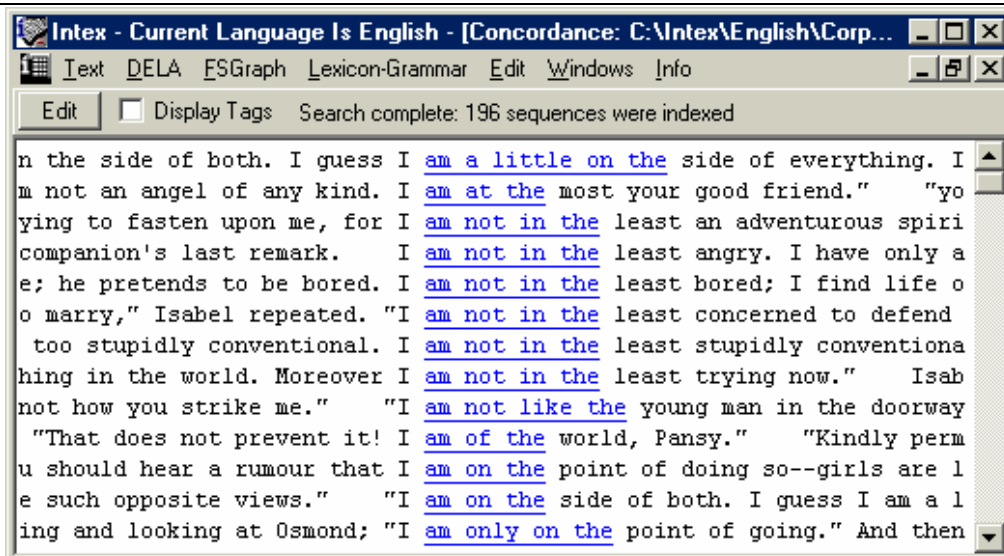 Intex - Current Language Is English - [Concordance: C:\Intex\English\Corp...
Text DELA FSGraph Lexicon-Grammar Edit Windows Info
Edit Display Tags Search complete: 196 sequences were indexed
n the side of both. I guess I am a little on the side of everything. I
m not an angel of any kind. I am at the most your good friend." "yo
ying to fasten upon me, for I am not in the least an adventurous spiri
companion's last remark. I am not in the least angry. I have only a
e; he pretends to be bored. I am not in the least bored; I find life o
o marry," Isabel repeated. "I am not in the least concerned to defend
too stupidly conventional. I am not in the least stupidly conventiona
hing in the world. Moreover I am not in the least trying now." Isab
not how you strike me." "I am not like the young man in the doorway
"That does not prevent it! I am of the world, Pansy." "Kindly perm
u should hear a rumour that I am on the point of doing so--girls are l
e such opposite views." "I am on the side of both. I guess I am a l
ing and looking at Osmond; "I am only on the point of going." And then